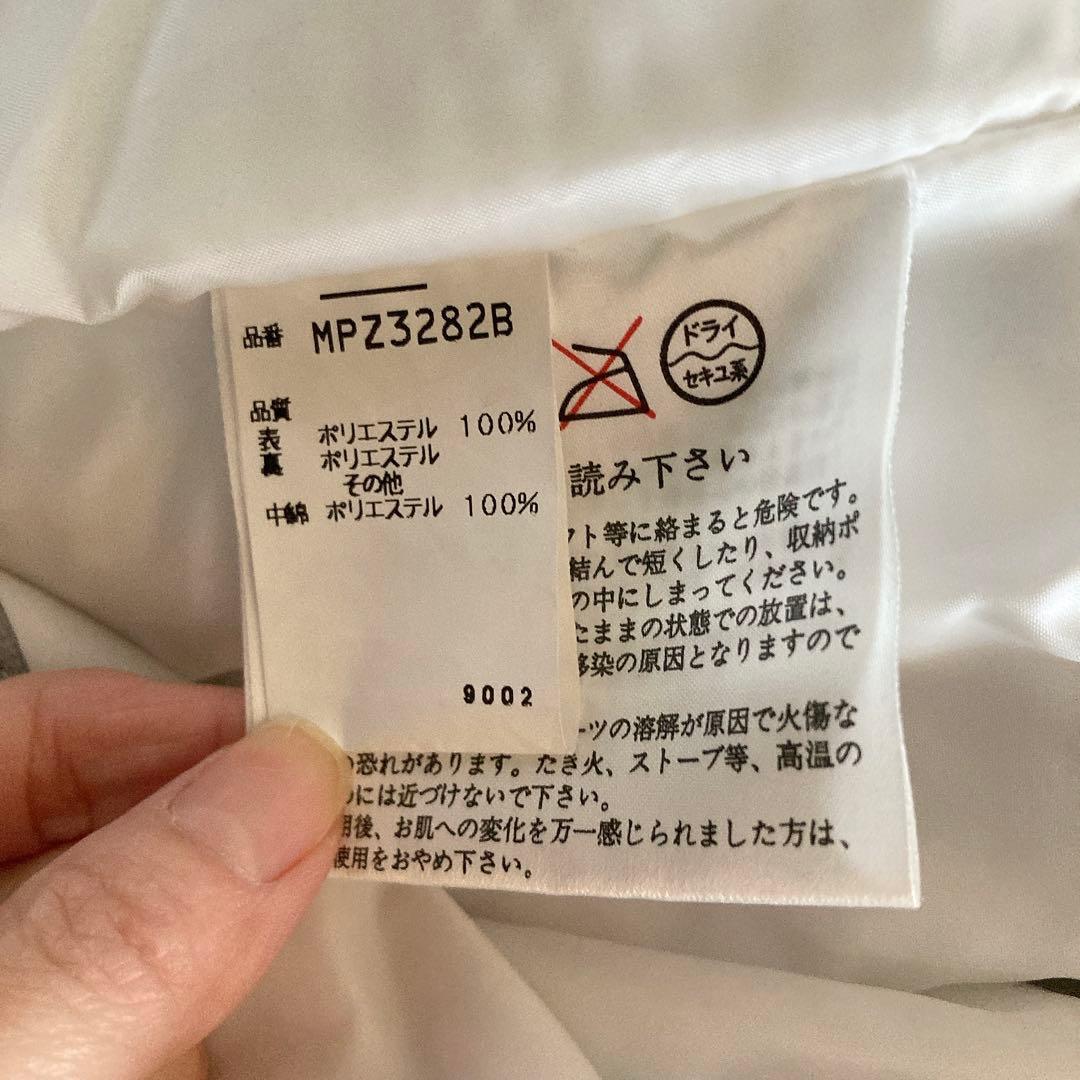 品番 MPZ3282B
品質
表 ポリエステル 100%
裏 ポリエステル
その他
中綿 ポリエステル 100%
9002
ドライ
セキユ系
読み下さい
フト等に絡まると危険です。
結んで短くしたり、収納ポ
の中にしまってください。
たままの状態での放置は、
移染の原因となりますので
ーツの溶解が原因で火傷な
の恐れがあります。たき火、ストーブ等、高温の
には近づけないで下さい。
用後、お肌への変化を万一感じられました方は、
使用をおやめ下さい。